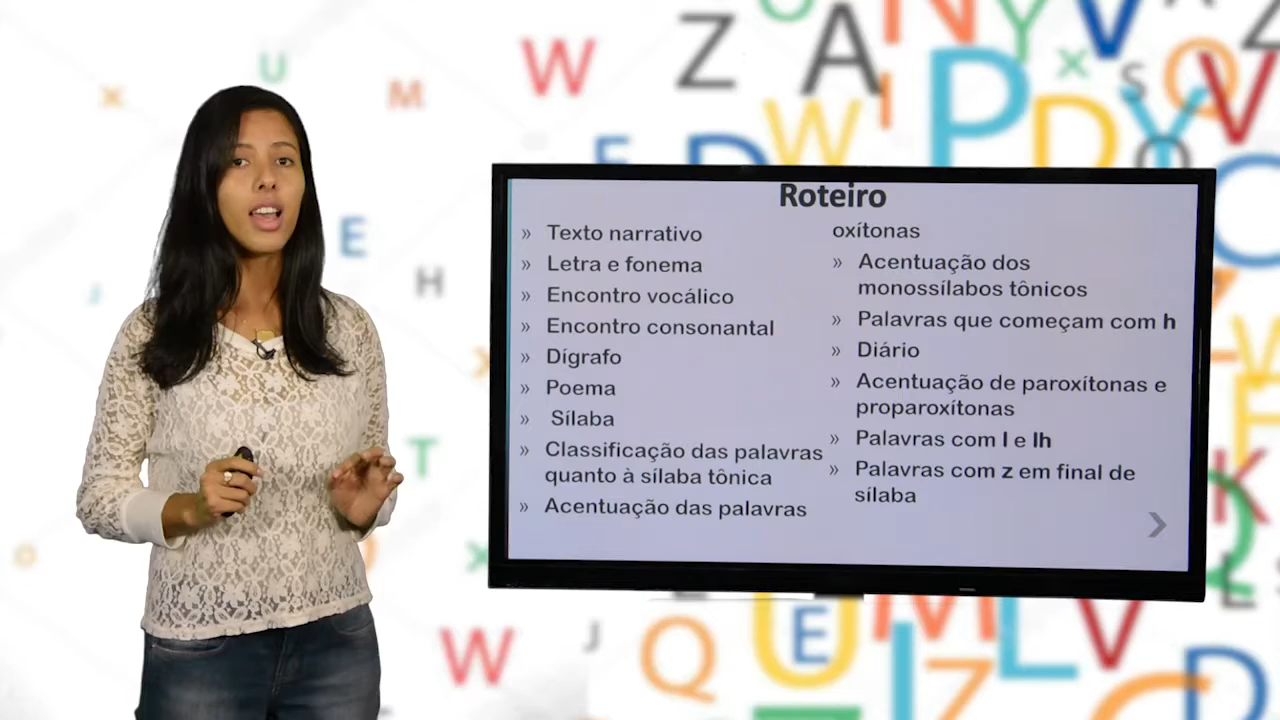 Roteiro
» Texto narrativo
» Letra e fonema
» Encontro vocálico
» Encontro consonantal
» Dígrafo
» Poema
» Sílaba
» Classificação das palavras
quanto à sílaba tônica
» Acentuação das palavras
oxítonas
» Acentuação dos
monossílabos tônicos
» Palavras que começam com h
» Diário
» Acentuação de paroxítonas e
proparoxítonas
» Palavras com l e lh
» Palavras com z em final de
sílaba